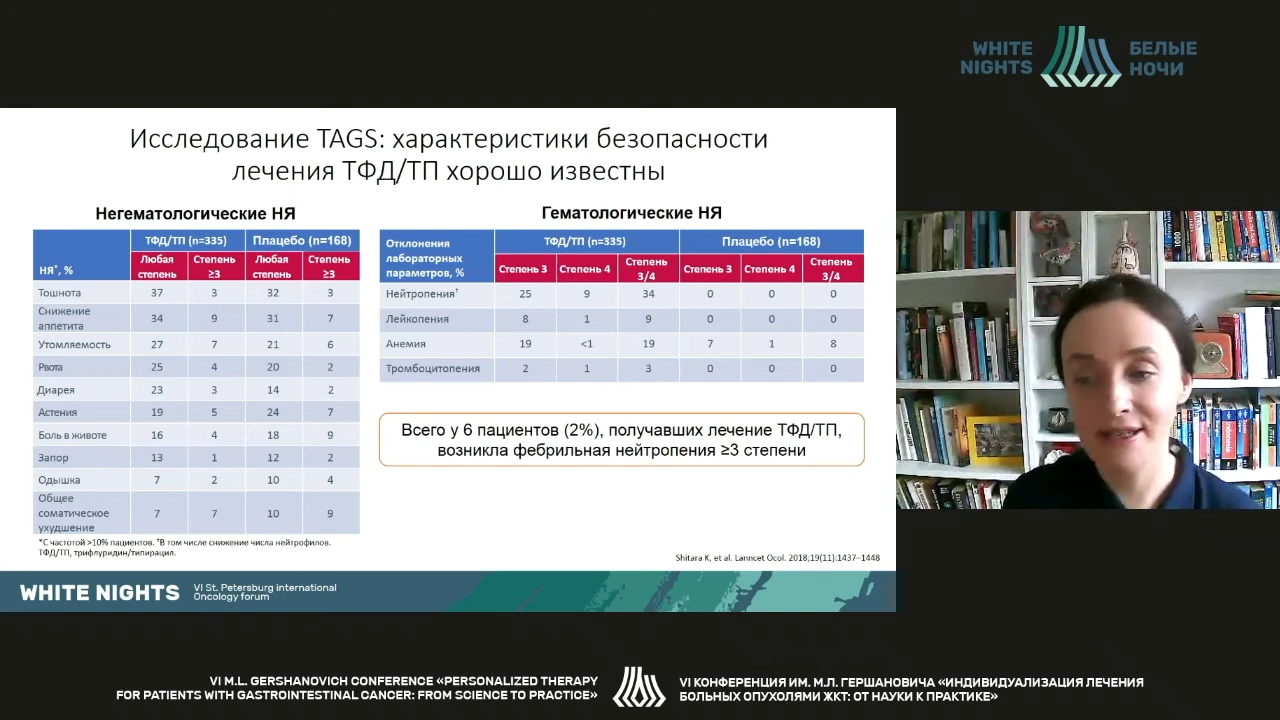 WHITE
NIGHTS
БЕЛЫЕ
НОЧИ
Исследование TAGS: характеристики безопасности
лечения ТФД/ТП хорошо известны
Негематологические НЯ
НЯ*, % ТФД/ТП (n=335) Плацебо (n=168)
Любая степень Степень ≥3 Любая степень Степень ≥3
Тошнота 37 3 32 3
Снижение аппетита 34 9 31 7
Утомляемость 27 7 21 6
Рвота 25 4 20 2
Диарея 23 3 14 2
Астения 19 5 24 7
Боль в животе 16 4 18 9
Запор 13 1 12 2
Одышка 7 2 10 4
Общее соматическое ухудшение 7 7 10 9
*С частотой >10% пациентов. †В том числе снижение числа нейтрофилов.
ТФД/ТП, трифлуридин/типирацил.
Гематологические НЯ
Отклонения лабораторных параметров, % ТФД/ТП (n=335) Плацебо (n=168)
Степень 3 Степень 4 Степень 3/4 Степень 3 Степень 4 Степень 3/4
Нейтропения† 25 9 34 0 0 0
Лейкопения 8 1 9 0 0 0
Анемия 19 <1 19 7 1 8
Тромбоцитопения 2 1 3 0 0 0
Всего у 6 пациентов (2%), получавших лечение ТФД/ТП,
возникла фебрильная нейтропения ≥3 степени
Shitara K, et al. Lanncet Ocol. 2018;19(11):1437–1448
WHITE NIGHTS
VI St. Petersburg international
Oncology forum
VI M.L. GERSHANOVICH CONFERENCE «PERSONALIZED THERAPY
FOR PATIENTS WITH GASTROINTESTINAL CANCER: FROM SCIENCE TO PRACTICE»
VI КОНФЕРЕНЦИЯ ИМ. М.Л. ГЕРШАНОВИЧА «ИНДИВИДУАЛИЗАЦИЯ ЛЕЧЕНИЯ
БОЛЬНЫХ ОПУХОЛЯМИ ЖКТ: ОТ НАУКИ К ПРАКТИКЕ»